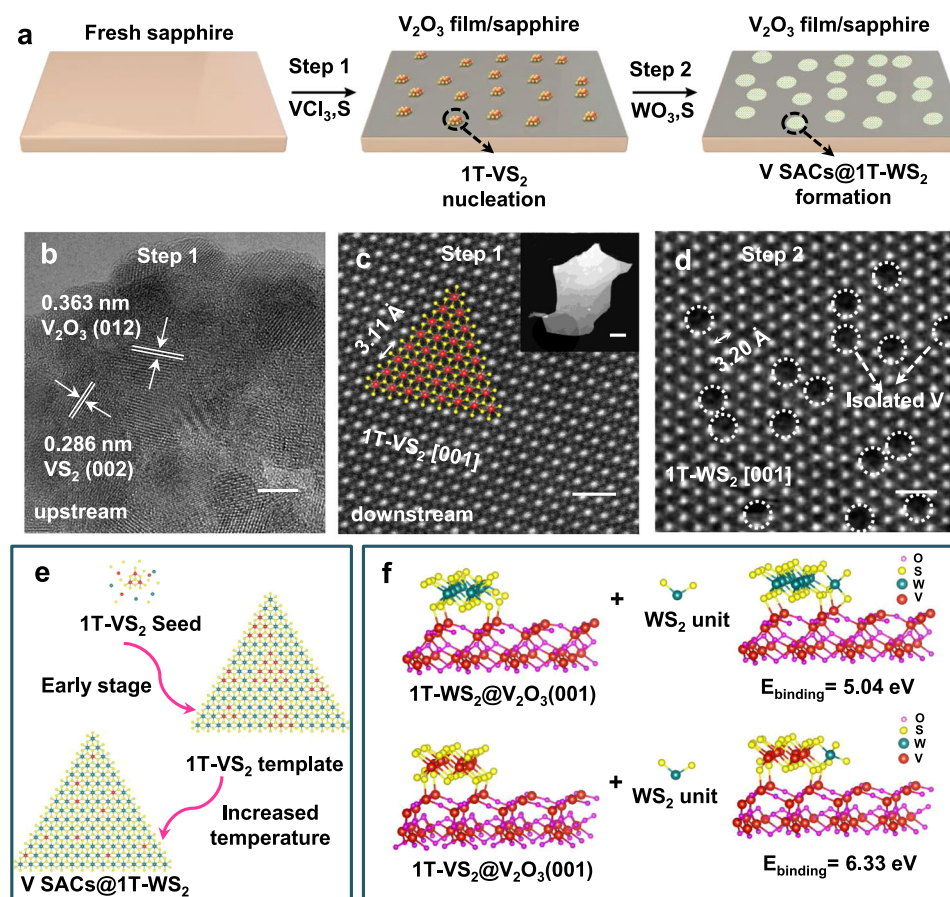 a
Fresh sapphire
Step 1
VCl₃,S
V₂O₃ film/sapphire
1T-VS₂
nucleation
Step 2
WO₃,S
V₂O₃ film/sapphire
V SACs@1T-WS₂
formation
b
Step 1
0.363 nm
V₂O₃ (012)
0.286 nm
VS₂ (002)
upstream
c
Step 1
3.11 Å
1T-VS₂ [001]
downstream
d
Step 2
3.20 Å
Isolated V
1T-WS₂ [001]
e
1T-VS₂ Seed
Early stage
1T-VS₂ template
Increased
temperature
V SACs@1T-WS₂
f
1T-WS₂@V₂O₃(001)
+
WS₂ unit
O
S
W
V
E_binding= 5.04 eV
1T-VS₂@V₂O₃(001)
+
WS₂ unit
O
S
W
V
E_binding= 6.33 eV